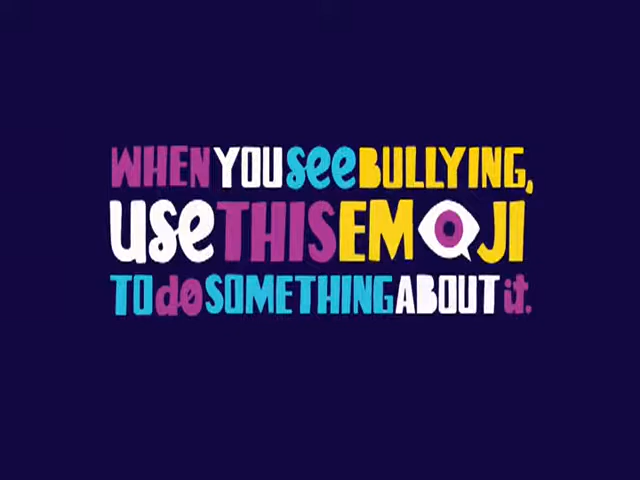 WHEN YOU see BULLYING,
USe THIS EMOJI
TO do SOMETHING ABOUT it.